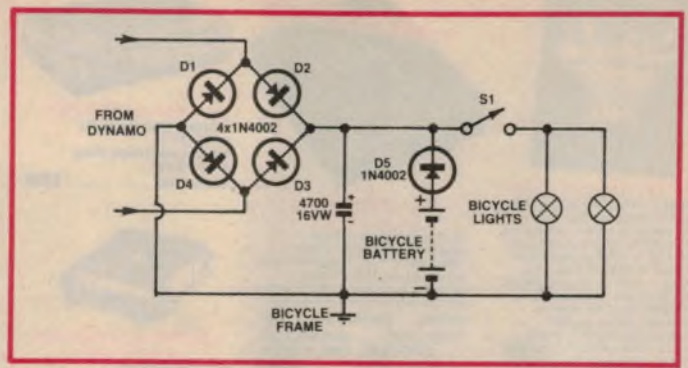 D1
D2
FROM
DYNAMO
4x1N4002
D4
D3
S1
D5
1N4002
4700
16VW
+
-
+
BICYCLE
BATTERY
-
BICYCLE
LIGHTS
BICYCLE
FRAME